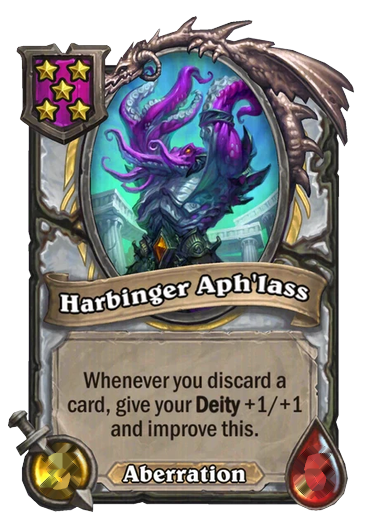 Harbinger Aph'lass
Whenever you discard a
card, give your Deity +1/+1
and improve this.
Aberration